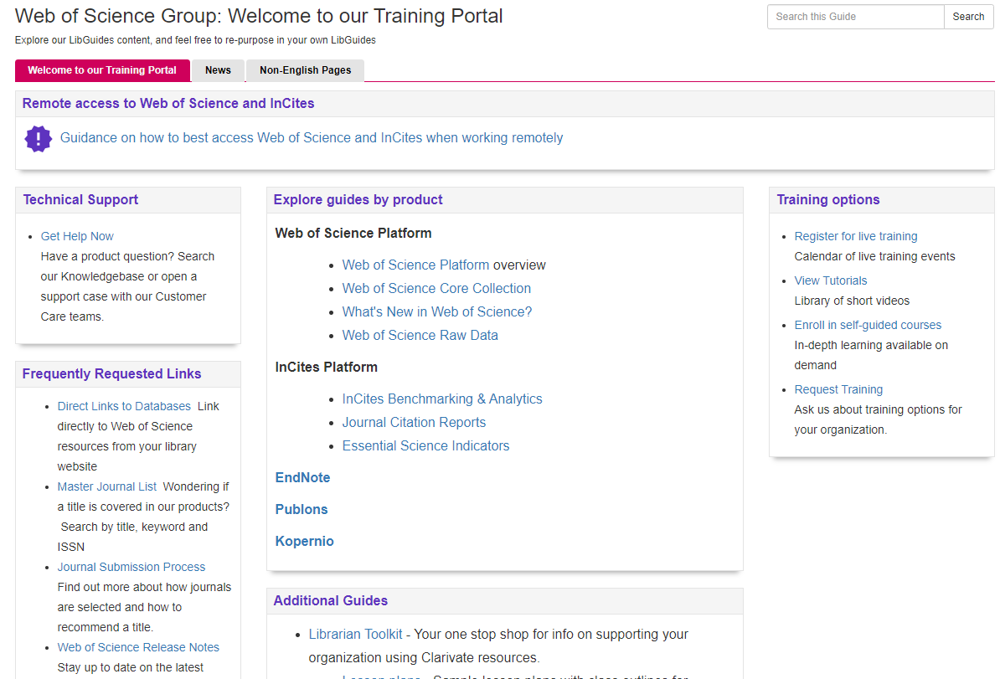 Web of Science Group: Welcome to our Training Portal
Search this Guide
Search
Explore our LibGuides content, and feel free to re-purpose in your own LibGuides
Welcome to our Training Portal
News
Non-English Pages
Remote access to Web of Science and InCites
Guidance on how to best access Web of Science and InCites when working remotely
Technical Support
Get Help Now
Have a product question? Search
our Knowledgebase or open a
support case with our Customer
Care teams.
Frequently Requested Links
Direct Links to Databases Link
directly to Web of Science
resources from your library
website
Master Journal List Wondering if
a title is covered in our products?
Search by title, keyword and
ISSN
Journal Submission Process
Find out more about how journals
are selected and how to
recommend a title.
Web of Science Release Notes
Stay up to date on the latest
Explore guides by product
Web of Science Platform
Web of Science Platform overview
Web of Science Core Collection
What's New in Web of Science?
Web of Science Raw Data
InCites Platform
InCites Benchmarking & Analytics
Journal Citation Reports
Essential Science Indicators
EndNote
Publons
Kopernio
Additional Guides
Librarian Toolkit - Your one stop shop for info on supporting your
organization using Clarivate resources.
Lesson plans - Sample lesson plans with class outlines for
Training options
Register for live training
Calendar of live training events
View Tutorials
Library of short videos
Enroll in self-guided courses
In-depth learning available on
demand
Request Training
Ask us about training options for
your organization.